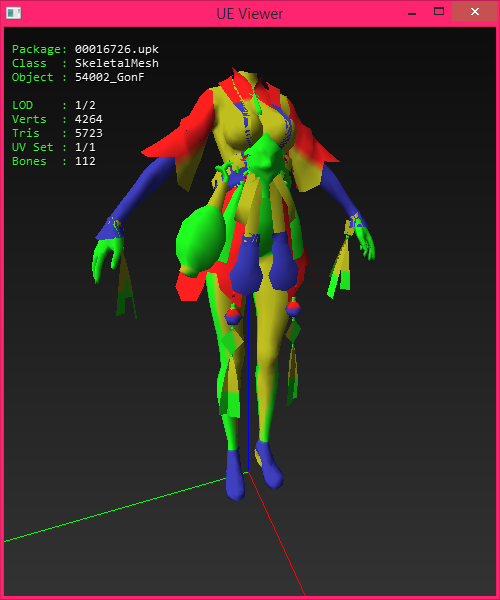 UE Viewer
Package: 00016726.upk
Class  : SkeletalMesh
Object : 54002_GonF
LOD    : 1/2
Verts  : 4264
Tris   : 5723
UV Set : 1/1
Bones  : 112